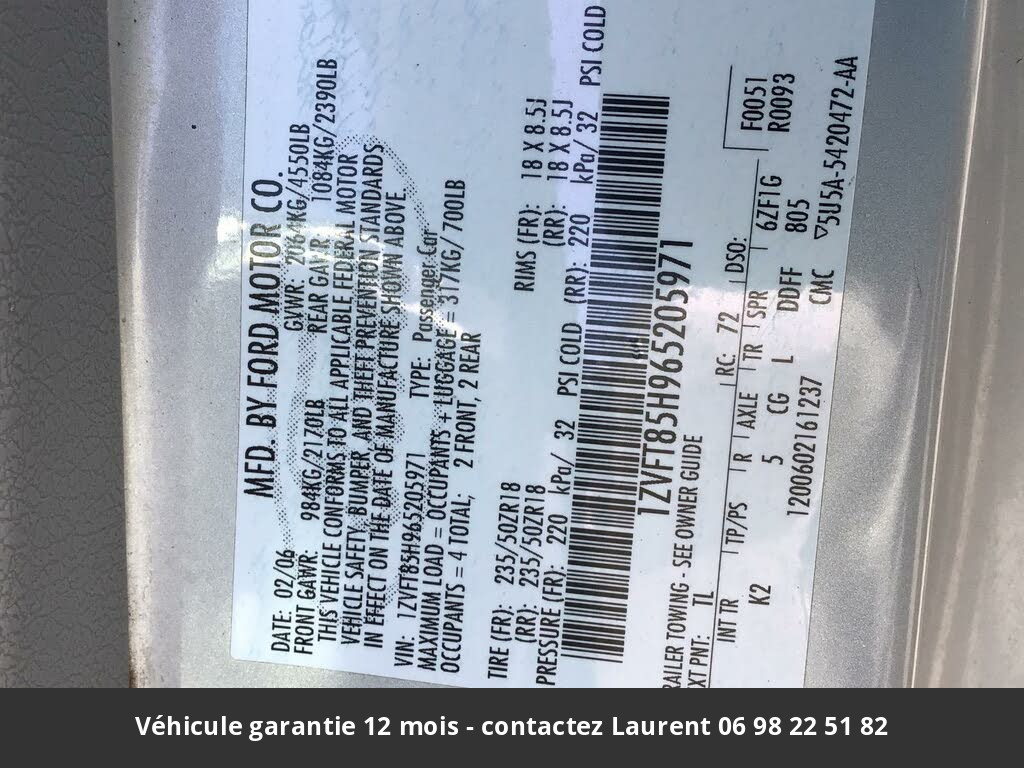 MFD. BY FORD MOTOR CO.
DATE: 02/06 GVWR: 2064KG/4550LB
FRONT GAWR: 984KG/2170LB REAR GAWR: 1084KG/2390LB
THIS VEHICLE CONFORMS TO ALL APPLICABLE FEDERAL MOTOR
VEHICLE SAFETY, BUMPER, AND THEFT PREVENTION STANDARDS
IN EFFECT ON THE DATE OF MANUFACTURE SHOWN ABOVE
VIN: 1ZVFT85H965205971 TYPE: Passenger Car
MAXIMUM LOAD = OCCUPANTS + LUGGAGE = 317KG/700LB
OCCUPANTS = 4 TOTAL; 2 FRONT, 2 REAR
TIRE (FR): 235/50ZR18 RIMS (FR): 18 X 8.5J
(RR): 235/50ZR18 (RR): 18 X 8.5J
PRESSURE (FR): 220 kPa/ 32 PSI COLD (RR): 220 kPa/ 32 PSI COLD
1ZVFT85H965205971
RAILER TOWING - SEE OWNER GUIDE
XT PNT: TL RC: 72 DSO:
INT TR TP/PS R AXLE TR SPR 6ZF1G F0051
K2 5 CG L DDFF 805 R0093
120060216 1237 CMC ▽5U5A-5420472-AA
Véhicule garantie 12 mois - contactez Laurent 06 98 22 51 82